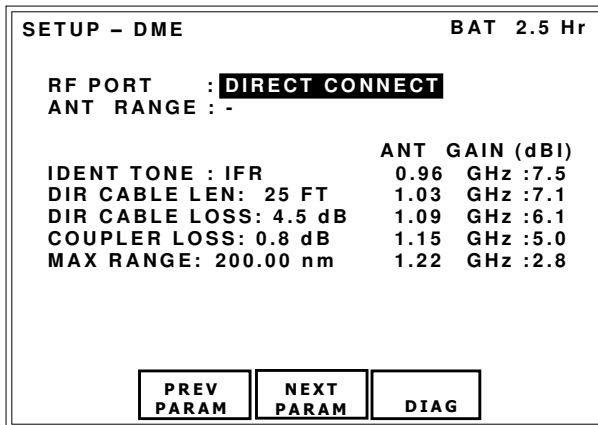 SETUP – DME BAT 2.5 Hr
RF PORT : DIRECT CONNECT
ANT RANGE : -
ANT GAIN (dBI)
IDENT TONE : IFR 0.96 GHz :7.5
DIR CABLE LEN: 25 FT 1.03 GHz :7.1
DIR CABLE LOSS: 4.5 dB 1.09 GHz :6.1
COUPLER LOSS: 0.8 dB 1.15 GHz :5.0
MAX RANGE: 200.00 nm 1.22 GHz :2.8
PREV PARAM
NEXT PARAM
DIAG